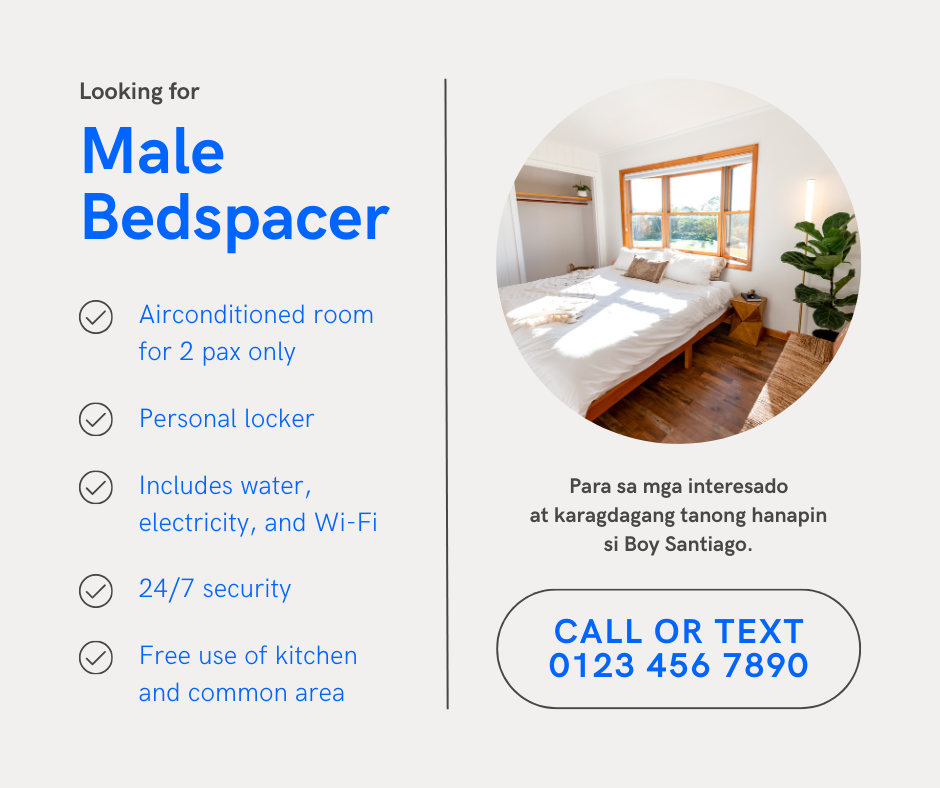 Looking for
Male
Bedspacer
Airconditioned room
for 2 pax only
Personal locker
Includes water,
electricity, and Wi-Fi
24/7 security
Free use of kitchen
and common area
Para sa mga interesado
at karagdagang tanong hanapin
si Boy Santiago.
CALL OR TEXT
0123 456 7890